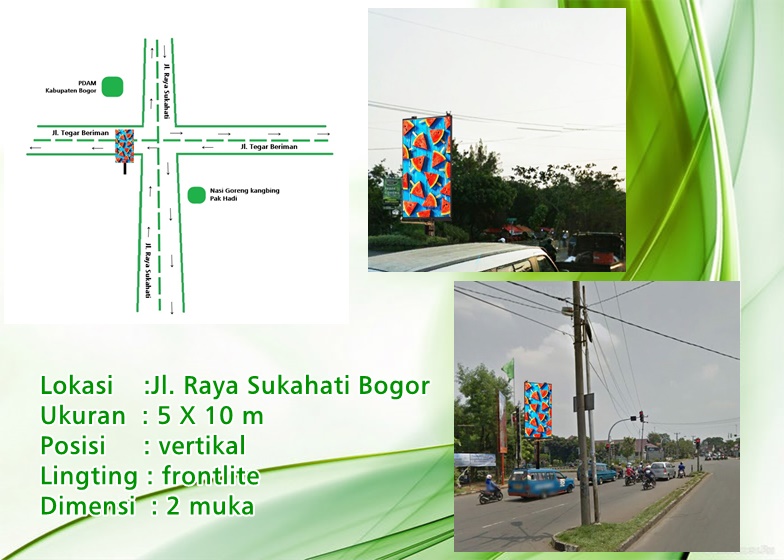 PDAM
Kabupaten Bogor
Jl. Raya Sukahati
Jl. Tegar Beriman
Jl. Tegar Beriman
Nasi Goreng kangbing
Pak Hadi
Jl. Raya Sukahati
Lokasi :Jl. Raya Sukahati Bogor
Ukuran : 5 X 10 m
Posisi : vertikal
Lingting : frontlite
Dimensi : 2 muka